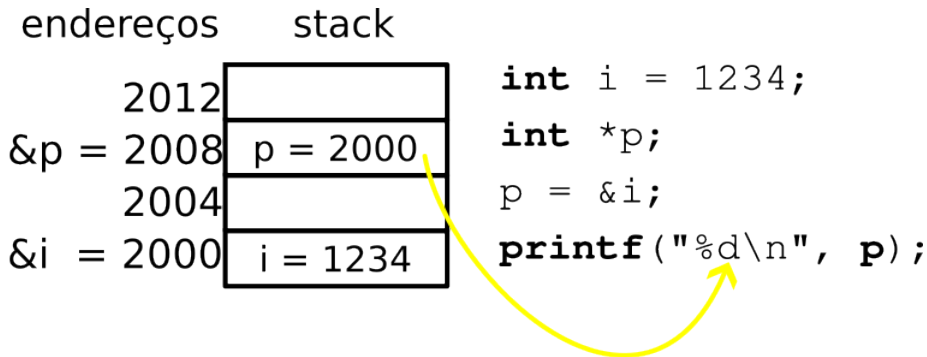 endereços stack
2012
&p = 2008 p = 2000
2004
&i = 2000 i = 1234
int i = 1234;
int *p;
p = &i;
printf("%d\n", p);